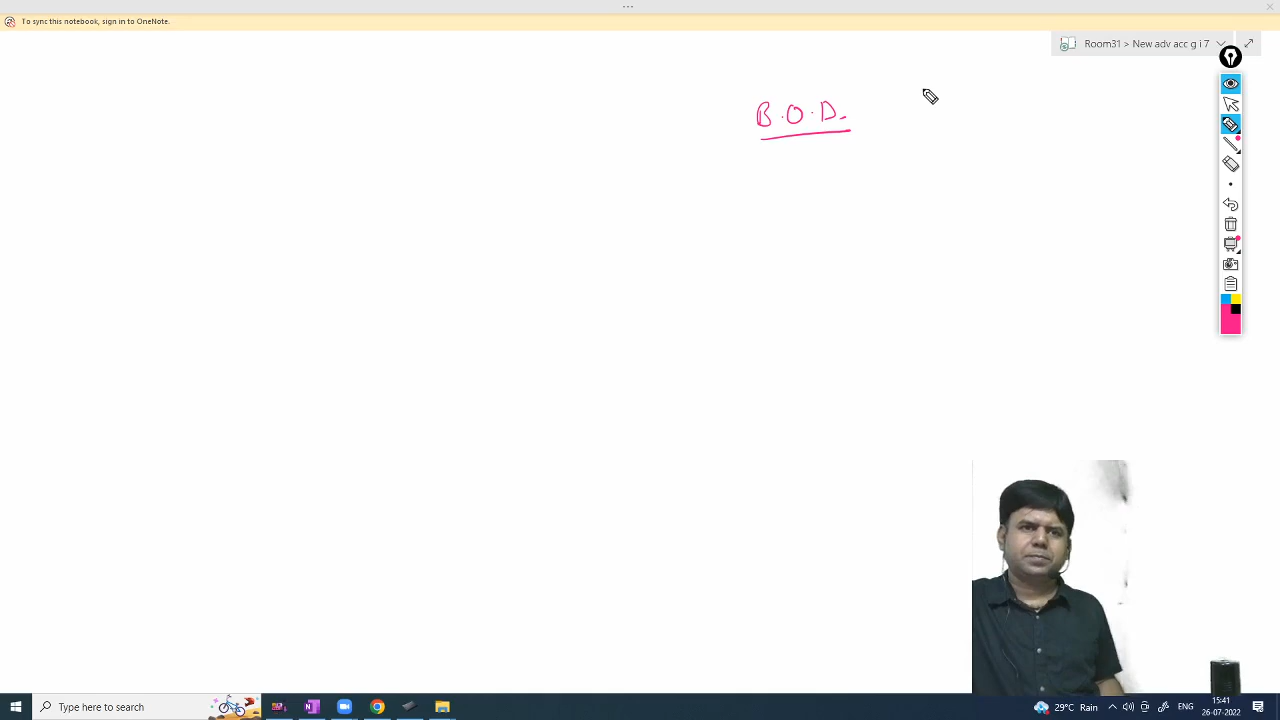 To sync this notebook, sign in to OneNote.
Room31 > New adv acc g i 7
B.O.D.
Type here to search
29°C Rain
ENG
15:41
26-07-2022